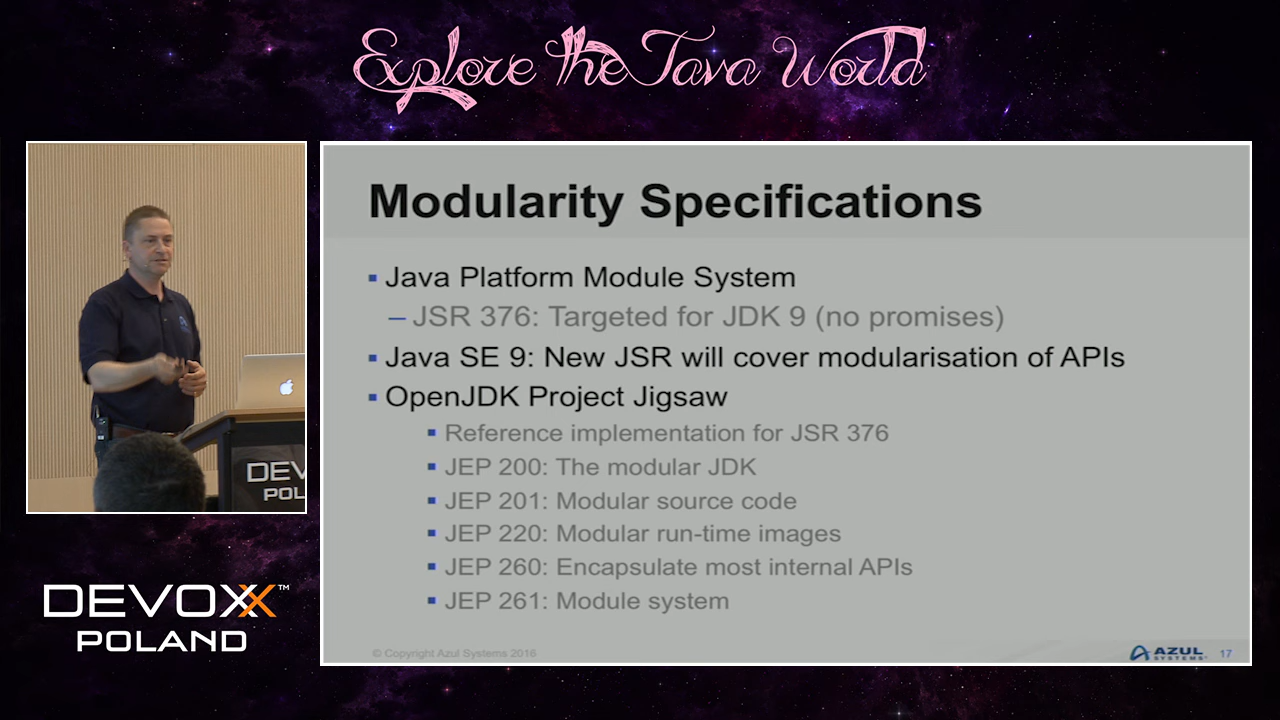 Explore the Java World
Modularity Specifications
▪ Java Platform Module System
– JSR 376: Targeted for JDK 9 (no promises)
▪ Java SE 9: New JSR will cover modularisation of APIs
▪ OpenJDK Project Jigsaw
▪ Reference implementation for JSR 376
▪ JEP 200: The modular JDK
▪ JEP 201: Modular source code
▪ JEP 220: Modular run-time images
▪ JEP 260: Encapsulate most internal APIs
▪ JEP 261: Module system
© Copyright Azul Systems 2016
AZUL
SYSTEMS
17
DEV
POL
DEVOXX™
POLAND